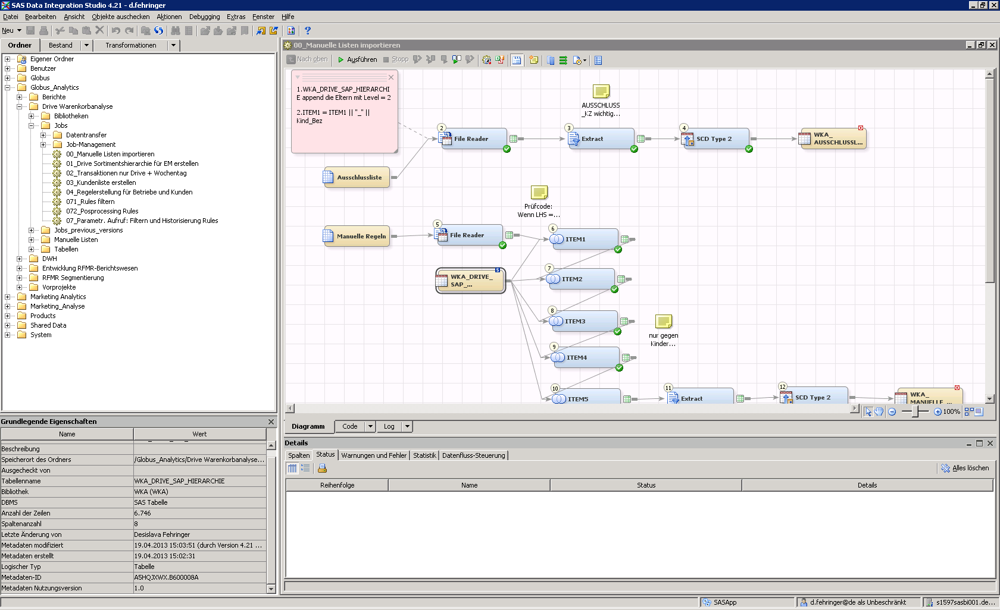 SAS Data Integration Studio 4.21 - d.fehringer
Datei Bearbeiten Ansicht Objekte auschecken Aktionen Debugging Extras Fenster Hilfe
Neu
Ordner Bestand Transformationen
Eigener Ordner
Benutzer
Globus
Globus_Analytics
Berichte
Drive Warenkorbanalyse
Bibliotheken
Jobs
Datentransfer
Job-Management
00_Manuelle Listen importieren
01_Drive Sortimentshierarchie für EM erstellen
02_Transaktionen nur Drive + Wochentag
03_Kundenliste erstellen
04_Regelerstellung für Betriebe und Kunden
071_Rules filtern
072_Posprocessing Rules
07_Parametr. Aufruf: Filtern und Historisierung Rules
Jobs_previous_versions
Manuelle Listen
Tabellen
DWH
Entwicklung RFMR-Berichtswesen
RFMR Segmentierung
Vorprojekte
Marketing Analytics
Marketing_Analyse
Products
Shared Data
System
Grundlegende Eigenschaften
Name Wert
Beschreibung
Speicherort des Ordners /Globus_Analytics/Drive Warenkorbanalyse...
Ausgecheckt von
Tabellenname WKA_DRIVE_SAP_HIERARCHIE
Bibliothek WKA (WKA)
DBMS SAS Tabelle
Anzahl der Zeilen 6.746
Spaltenanzahl 8
Letzte Änderung von Desislava Fehringer
Metadaten modifiziert 19.04.2013 15:03:51 (durch Version 4.21 ...
Metadaten erstellt 19.04.2013 15:02:31
Logischer Typ Tabelle
Metadaten-ID A5HQJXWX.B600008A
Metadaten Nutzungsversion 1.0
00_Manuelle Listen importieren
Nach oben Ausführen Stopp
1.WKA_DRIVE_SAP_HIERARCHI
E append die Eltern mit Level = 2
2.ITEM1 = ITEM1 || "_" ||
Kind_Bez
AUSSCHLUSS
_KZ wichtig...
2
File Reader
3
Extract
4
SCD Type 2
WKA_
AUSSCHLUSSL...
Ausschlussliste
Prüfcode:
Wenn LHS =...
Manuelle Regeln
5
File Reader
6
ITEM1
WKA_DRIVE_
SAP_...
S
7
ITEM2
8
ITEM3
nur gegen
Kinder...
9
ITEM4
10
ITEM5
11
Extract
12
SCD Type 2
WKA_
MANUELLE_...
100%
Diagramm Code Log
Details
Spalten Status Warnungen und Fehler Statistik Datenfluss-Steuerung
Alles löschen
Reihenfolge Name Status Details
SASApp d.fehringer@de als Unbeschränkt s1597sasbi001.de...